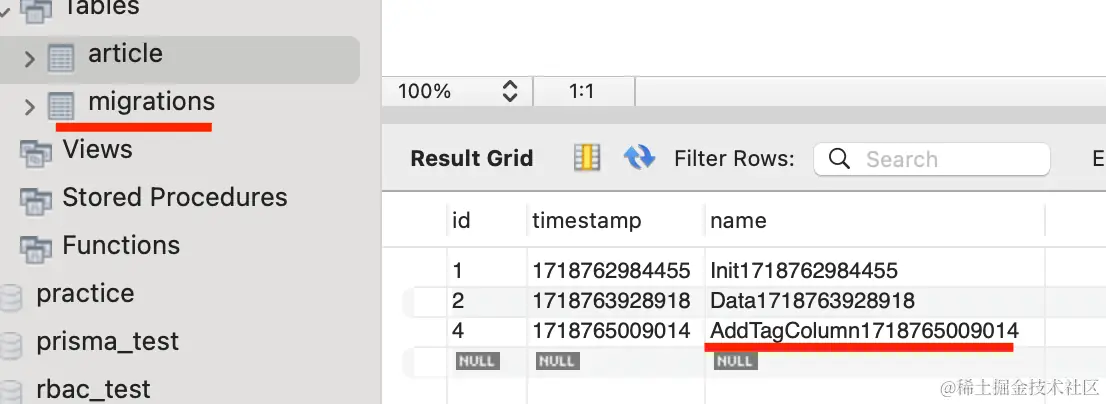 Tables
article
migrations
Views
Stored Procedures
Functions
practice
prisma_test
rbac_test
100% 1:1
Result Grid Filter Rows: Search E
id timestamp name
1 1718762984455 Init1718762984455
2 1718763928918 Data1718763928918
4 1718765009014 AddTagColumn1718765009014
NULL NULL NULL
@稀土掘金技术社区